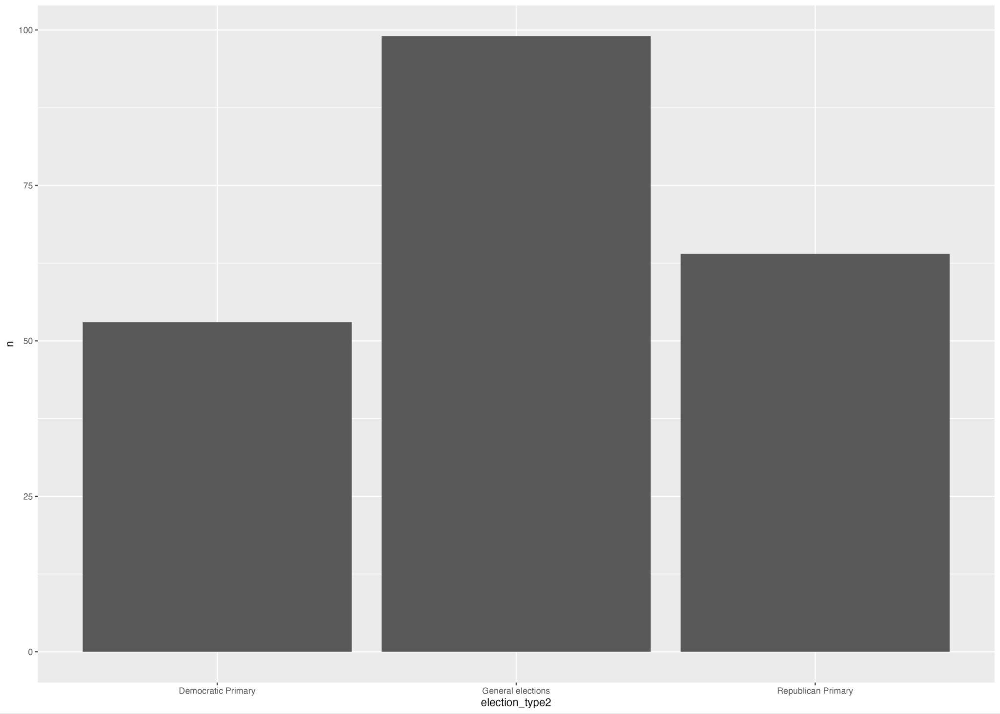 100
75
50
25
0
n
Democratic Primary
General elections
Republican Primary
election_type2